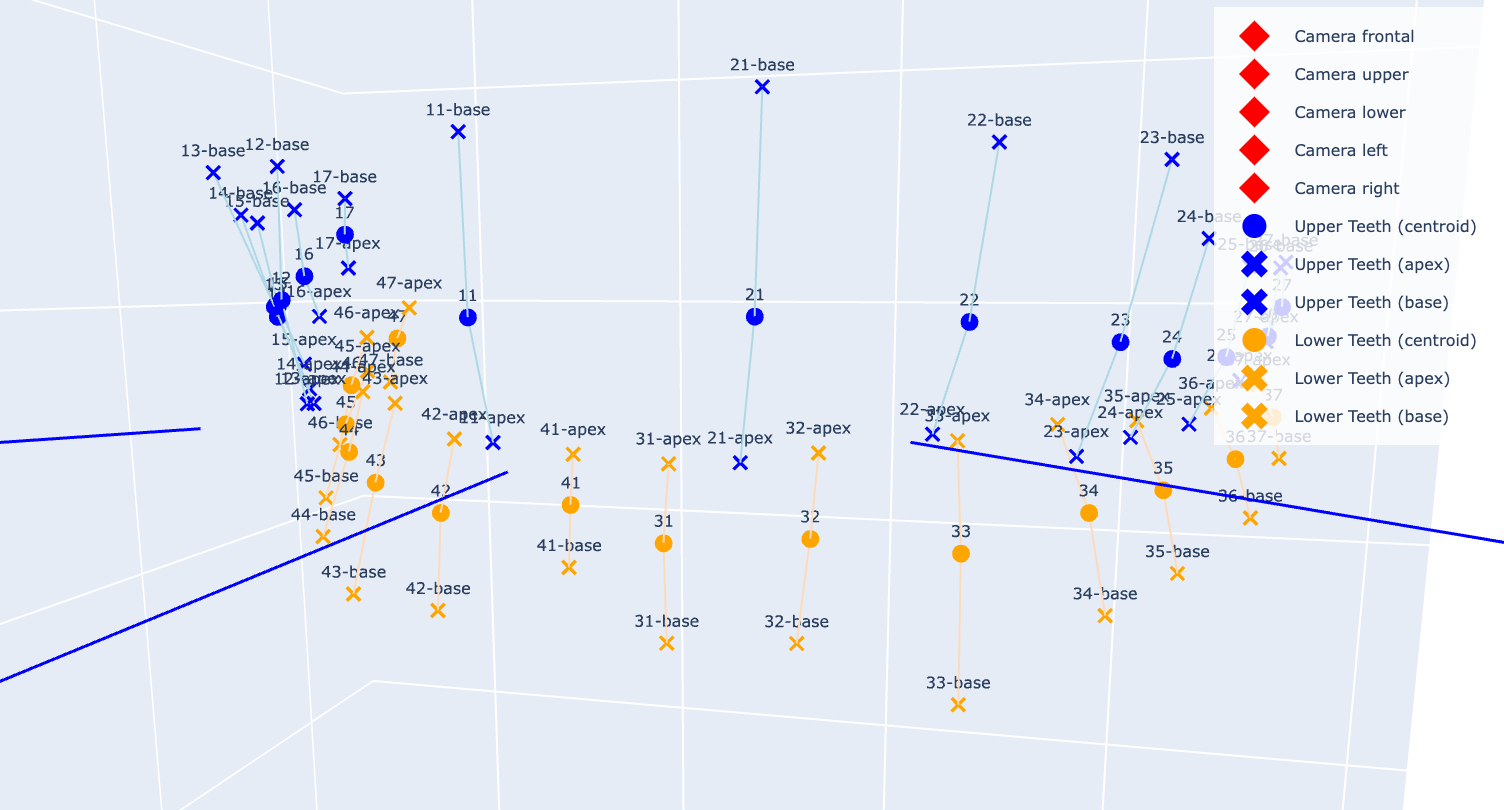 21-base
11-base
22-base
23-base
12-base
13-base
17-base
16-base
14-base
15-base
17
24-base
17-apex
16
12
16-apex
47-apex
11
21
22
46-apex
47
23
24
27
25
15-apex
45-apex
47-base
44-apex
43-apex
45
46-base
44
42-apex
11-apex
41-apex
31-apex
21-apex
32-apex
22-apex
33-apex
34-apex
35-apex
36-apex
25-apex
24-apex
23-apex
37
36
37-base
43
45-base
42
41
31
32
33
34
35
36-base
44-base
41-base
43-base
42-base
31-base
32-base
33-base
34-base
35-base
Camera frontal
Camera upper
Camera lower
Camera left
Camera right
Upper Teeth (centroid)
Upper Teeth (apex)
Upper Teeth (base)
Lower Teeth (centroid)
Lower Teeth (apex)
Lower Teeth (base)